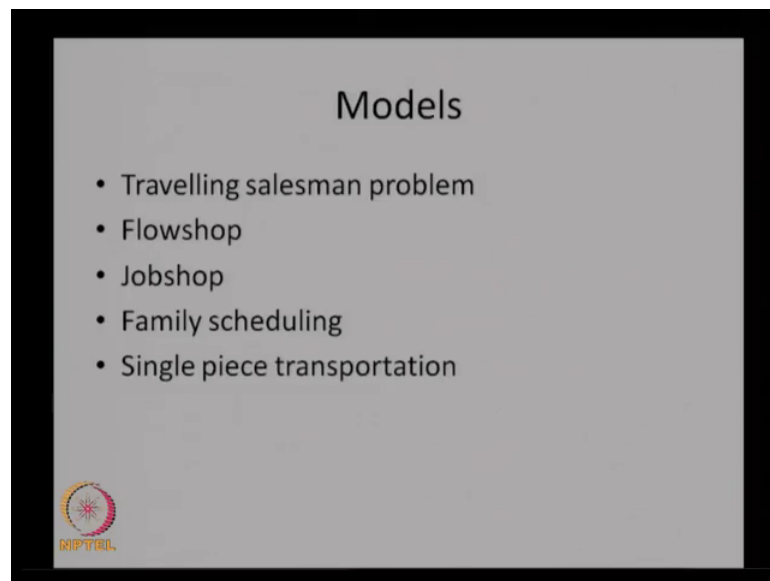 Models
• Travelling salesman problem
• Flowshop
• Jobshop
• Family scheduling
• Single piece transportation
NPTEL